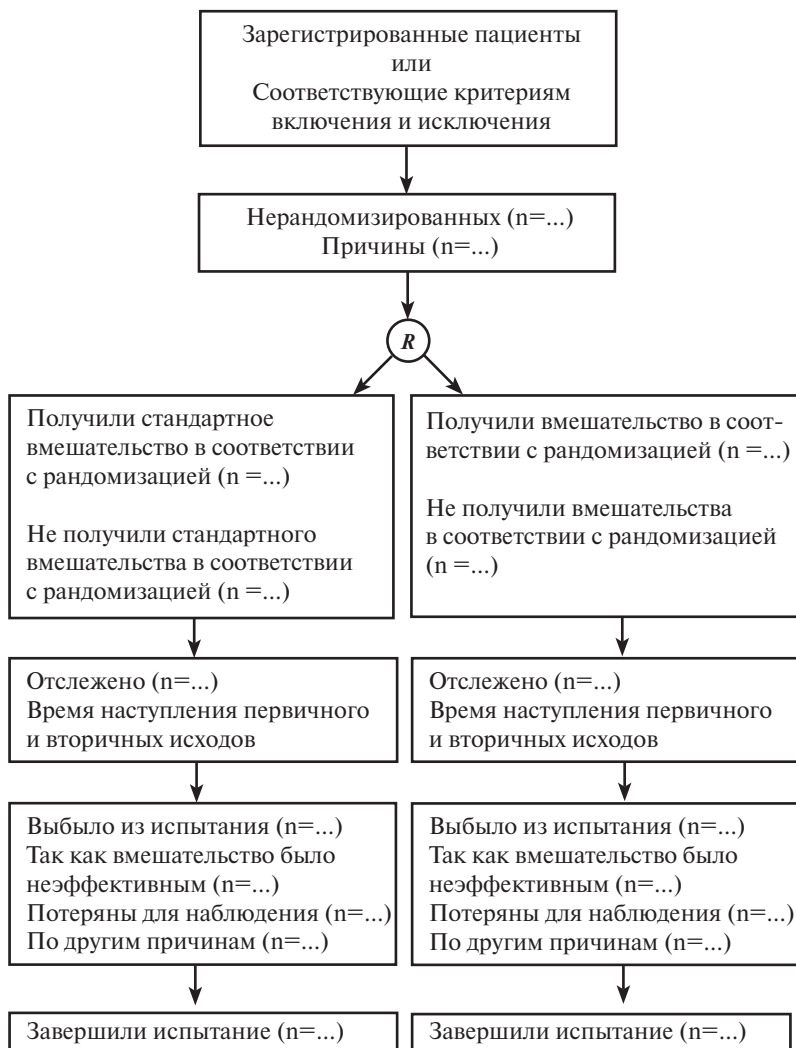 Зарегистрированные пациенты
или
Соответствующие критериям
включения и исключения
Нерандомизированных (n=...)
Причины (n=...)
R
Получили стандартное
вмешательство в соответствии
с рандомизацией (n =...)
Не получили стандартного
вмешательства в соответствии
с рандомизацией (n =...)
Получили вмешательство в соот-
ветствии с рандомизацией (n =...)
Не получили вмешательства
в соответствии с рандомизацией
(n =...)
Отслежено (n=...)
Время наступления первичного
и вторичных исходов
Отслежено (n=...)
Время наступления первичного
и вторичных исходов
Выбыло из испытания (n=...)
Так как вмешательство было
неэффективным (n=...)
Потеряны для наблюдения (n=...)
По другим причинам (n=...)
Выбыло из испытания (n=...)
Так как вмешательство было
неэффективным (n=...)
Потеряны для наблюдения (n=...)
По другим причинам (n=...)
Завершили испытание (n=...)
Завершили испытание (n=...)